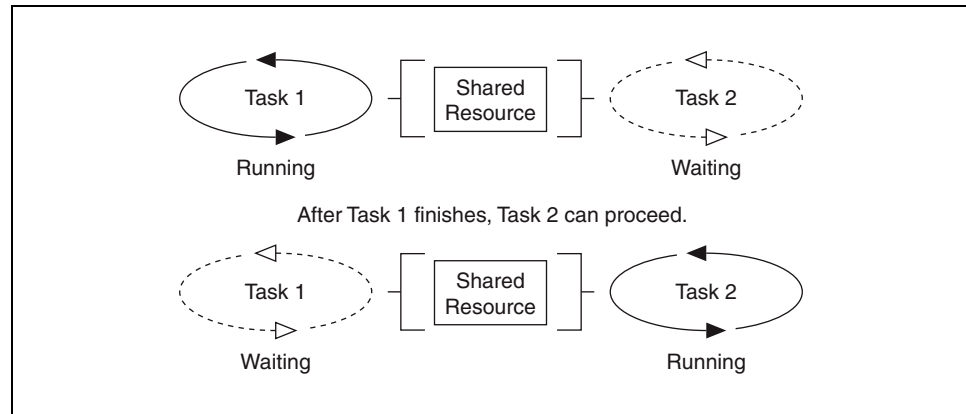 Task 1
Shared
Resource
Task 2
Running
Waiting
After Task 1 finishes, Task 2 can proceed.
Task 1
Shared
Resource
Task 2
Waiting
Running